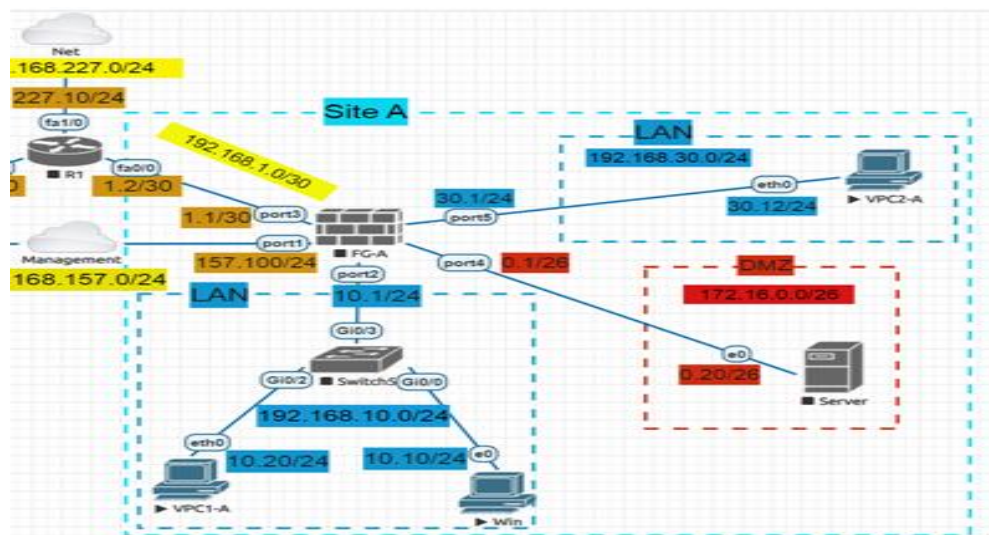 Net
.168.227.0/24
227.10/24
fa1/0
Site A
R1
fa0/0
1.2/30
192.168.1.0/30
1.1/30
port3
port1
Management
.168.157.0/24
157.100/24
FG-A
port2
10.1/24
30.1/24
port5
port4
0.1/26
LAN
192.168.30.0/24
eth0
30.12/24
VPC2-A
DMZ
172.16.0.0/26
e0
0.20/26
Server
LAN
Gi0/3
Gi0/2
Gi0/0
192.168.10.0/24
eth0
10.20/24
VPC1-A
10.10/24
e0
Win